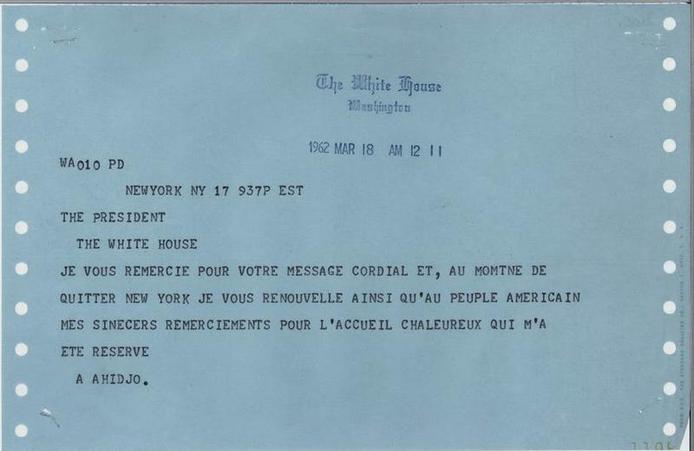 The White House
Washington
1962 MAR 18 AM 12 11
WA010 PD
NEWYORK NY 17 937P EST
THE PRESIDENT
THE WHITE HOUSE
JE VOUS REMERCIE POUR VOTRE MESSAGE CORDIAL ET, AU MOMTNE DE
QUITTER NEW YORK JE VOUS RENOUVELLE AINSI QU'AU PEUPLE AMERICAIN
MES SINECERS REMERCIEMENTS POUR L'ACCUEIL CHALEUREUX QUI M'A
ETE RESERVE
A AHIDJO.